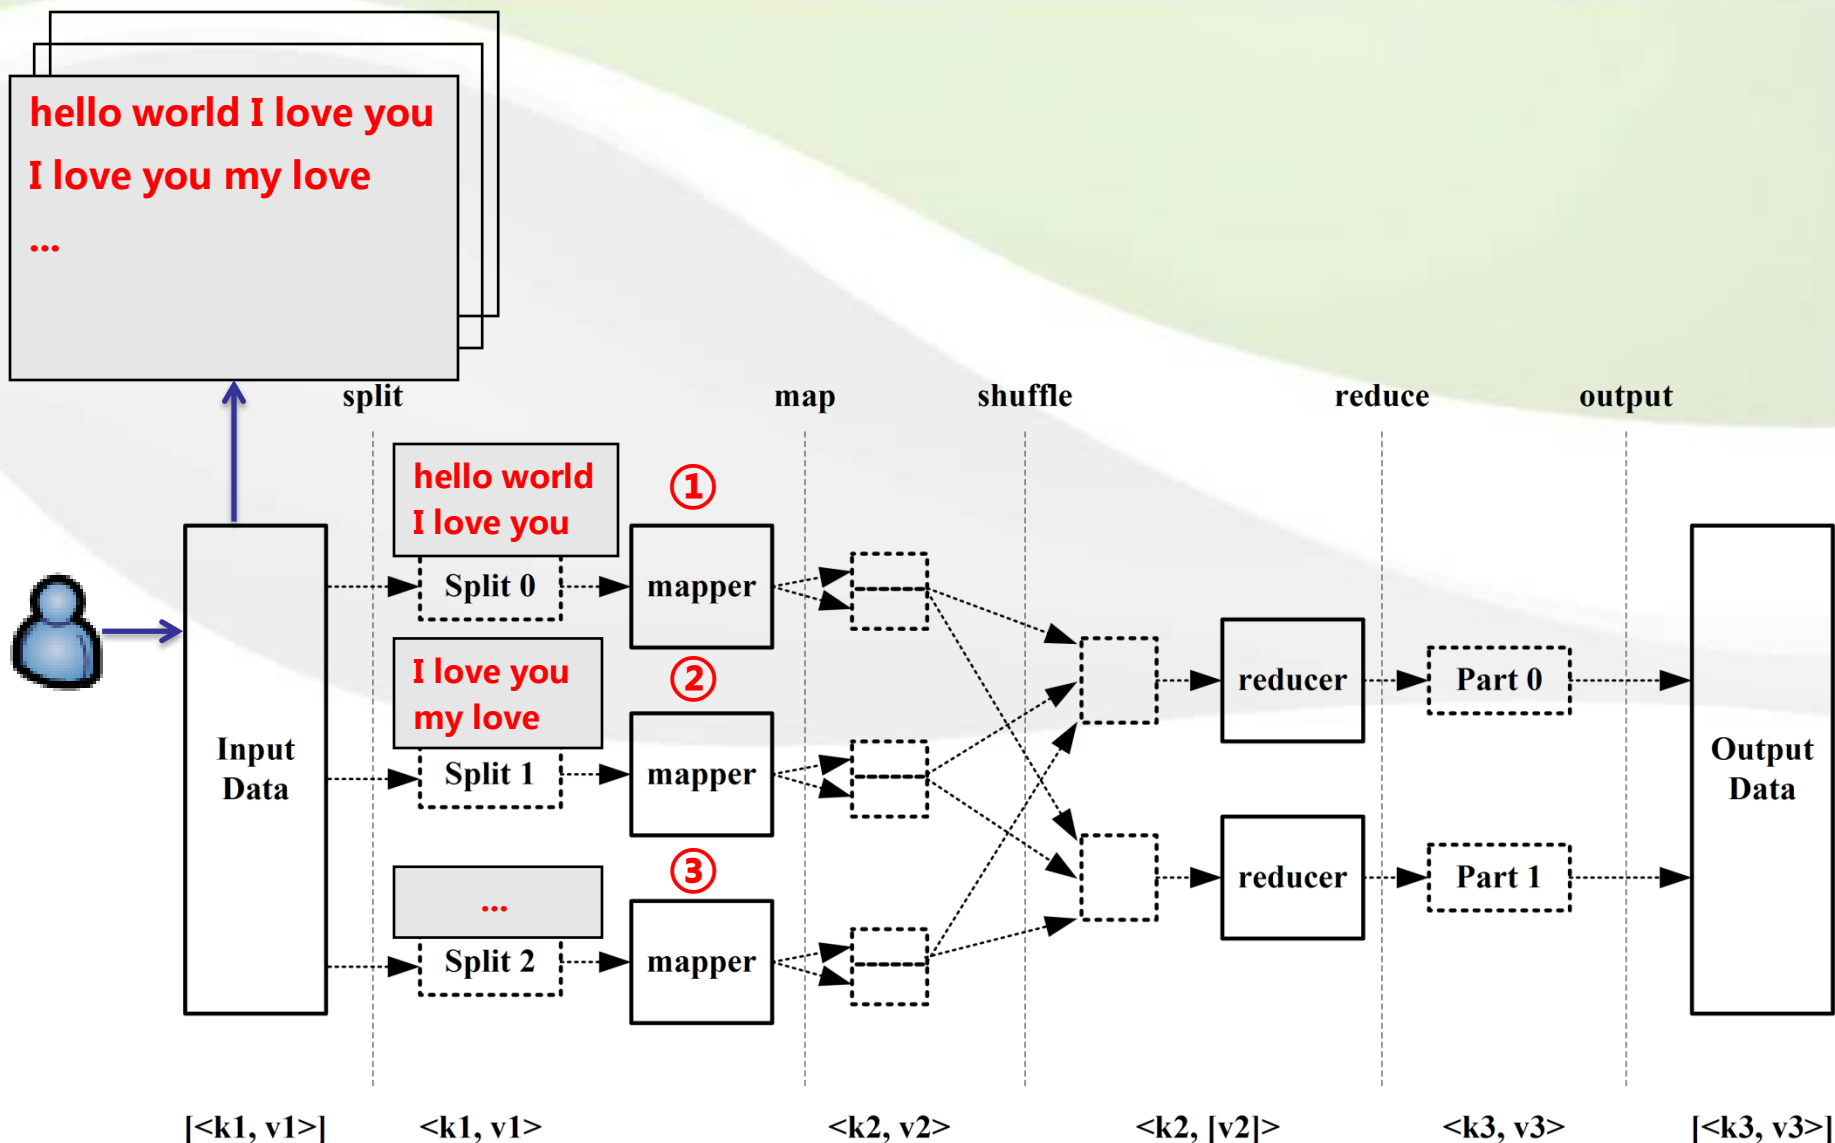 hello world I love you
I love you my love
...
split
map
shuffle
reduce
output
hello world
I love you
①
Split 0
mapper
I love you
my love
②
Split 1
mapper
...
③
Split 2
mapper
Input
Data
reducer
Part 0
reducer
Part 1
Output
Data
[<k1, v1>]
<k1, v1>
<k2, v2>
<k2, [v2]>
<k3, v3>
[<k3, v3>]